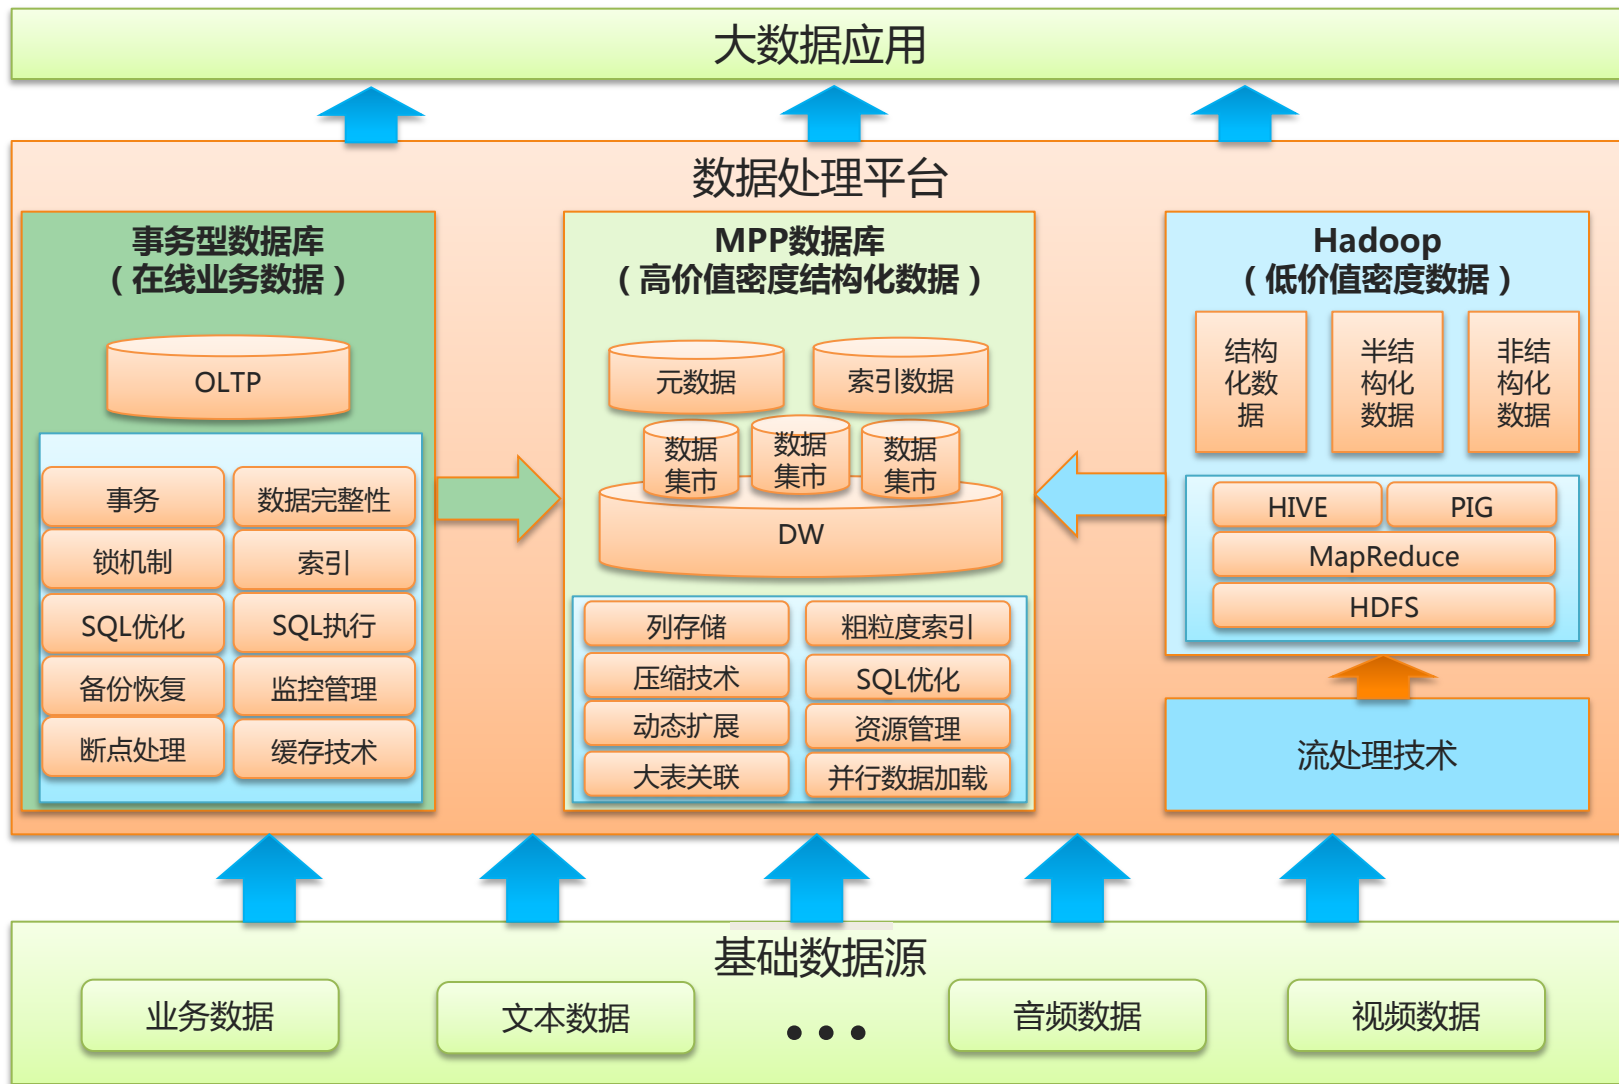 大数据应用
数据处理平台
事务型数据库
（在线业务数据）
OLTP
事务
数据完整性
锁机制
索引
SQL优化
SQL执行
备份恢复
监控管理
断点处理
缓存技术
MPP数据库
（高价值密度结构化数据）
元数据
索引数据
数据
集市
数据
集市
数据
集市
DW
列存储
粗粒度索引
压缩技术
SQL优化
动态扩展
资源管理
大表关联
并行数据加载
Hadoop
（低价值密度数据）
结构
化数
据
半结
构化
数据
非结
构化
数据
HIVE
PIG
MapReduce
HDFS
流处理技术
基础数据源
业务数据
文本数据
•••
音频数据
视频数据